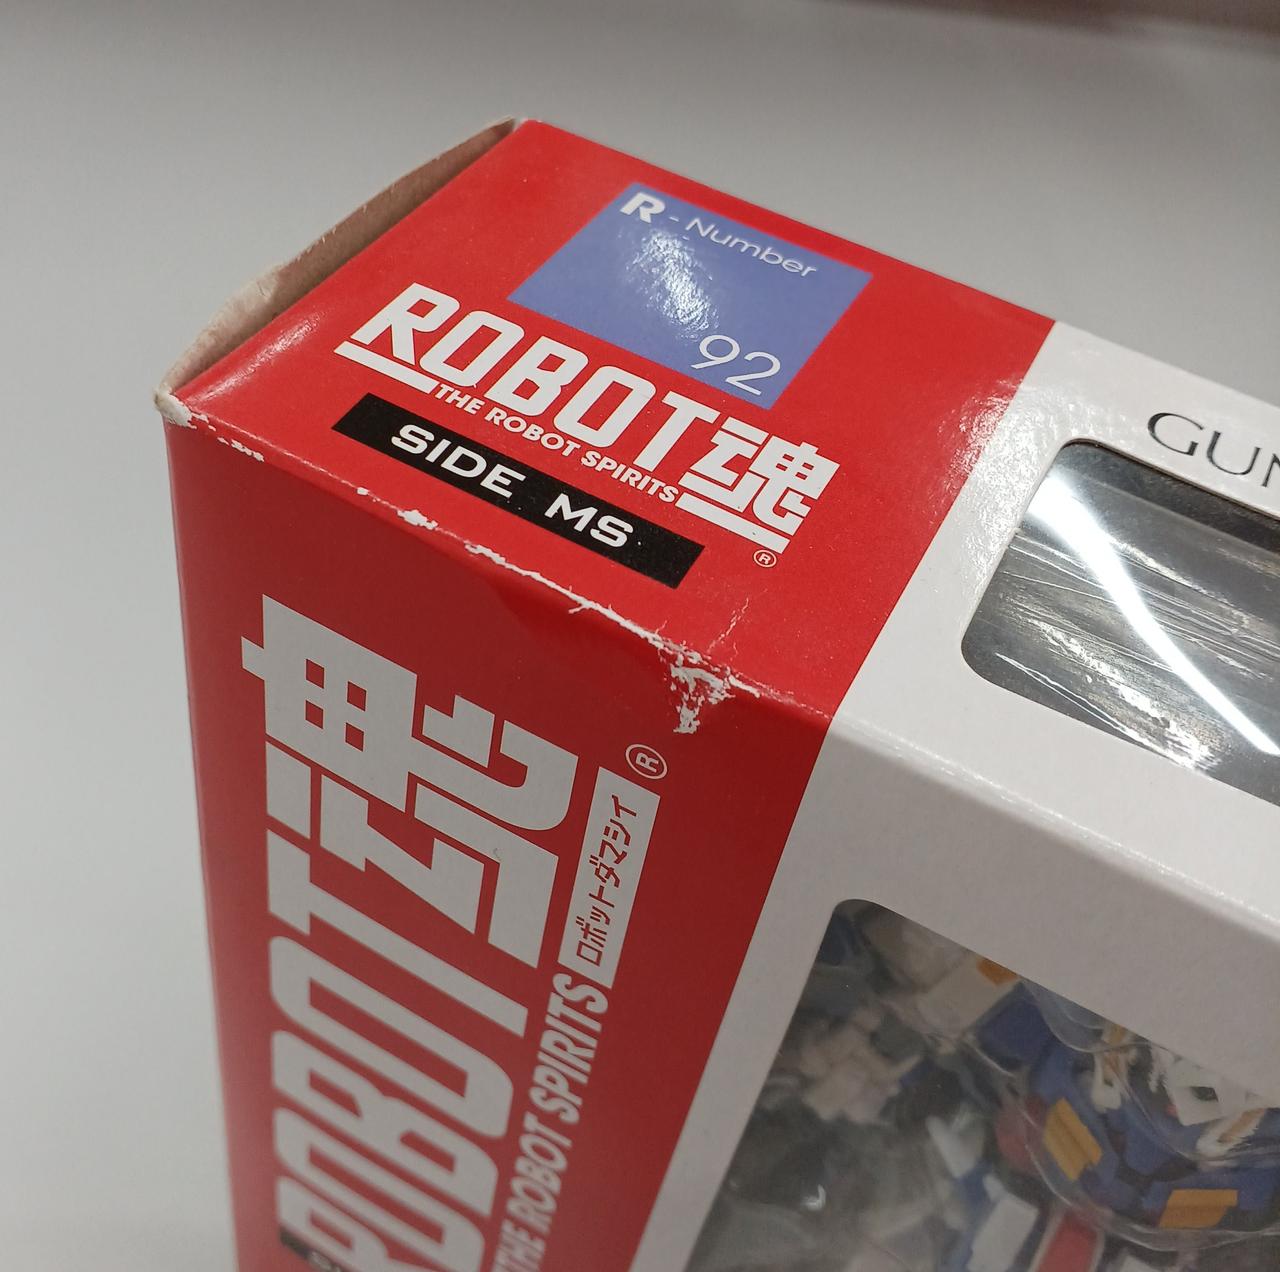 R - Number
92
ROBOT魂
THE ROBOT SPIRITS
®
SIDE MS
GUN
ROBOT魂
®
ロボットダマシイ
THE ROBOT SPIRITS